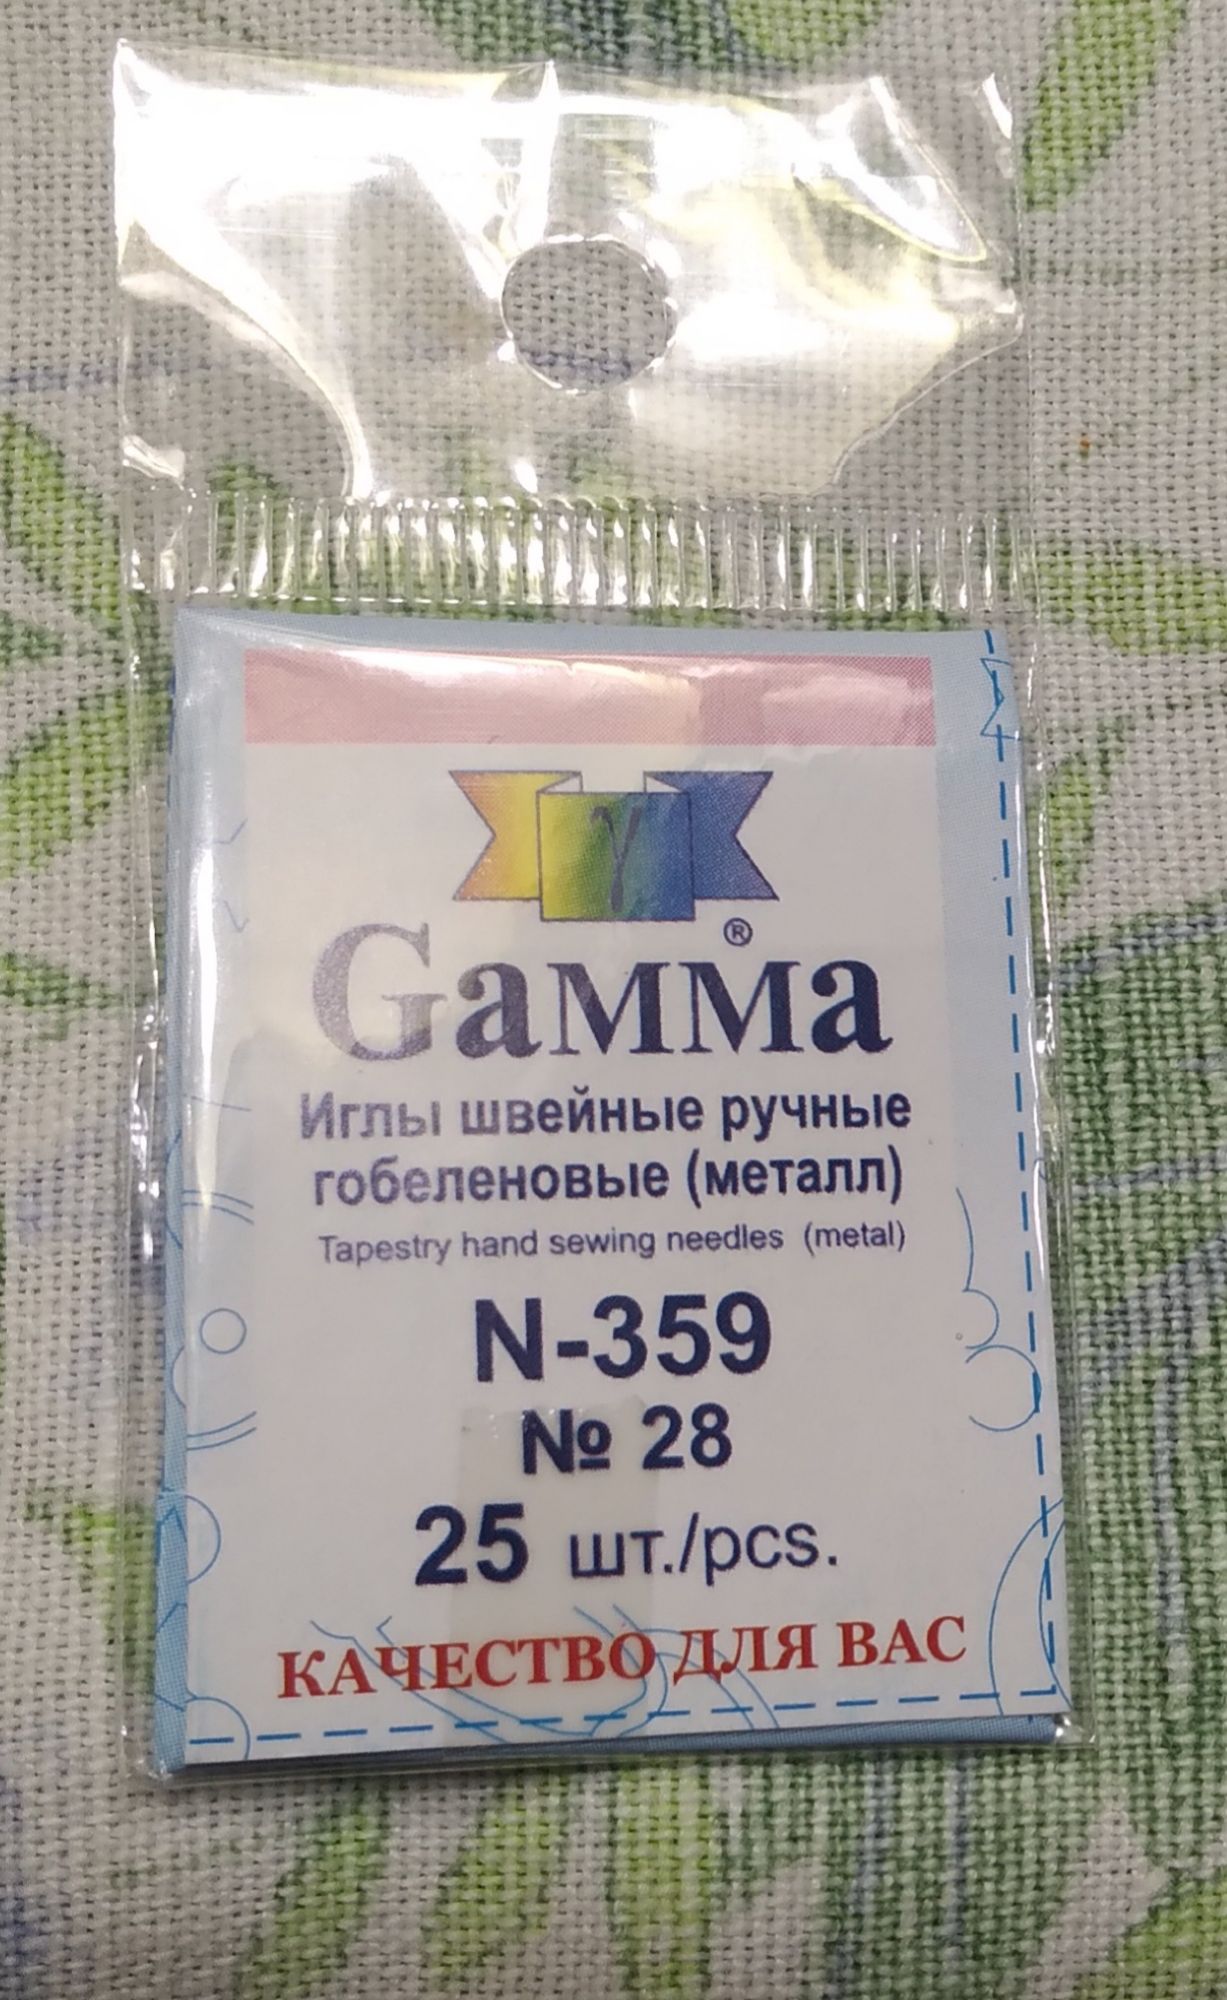 γ
Gамма®
Иглы швейные ручные
гобеленовые (металл)
Tapestry hand sewing needles (metal)
N-359
№ 28
25 шт./pcs.
КАЧЕСТВО ДЛЯ ВАС